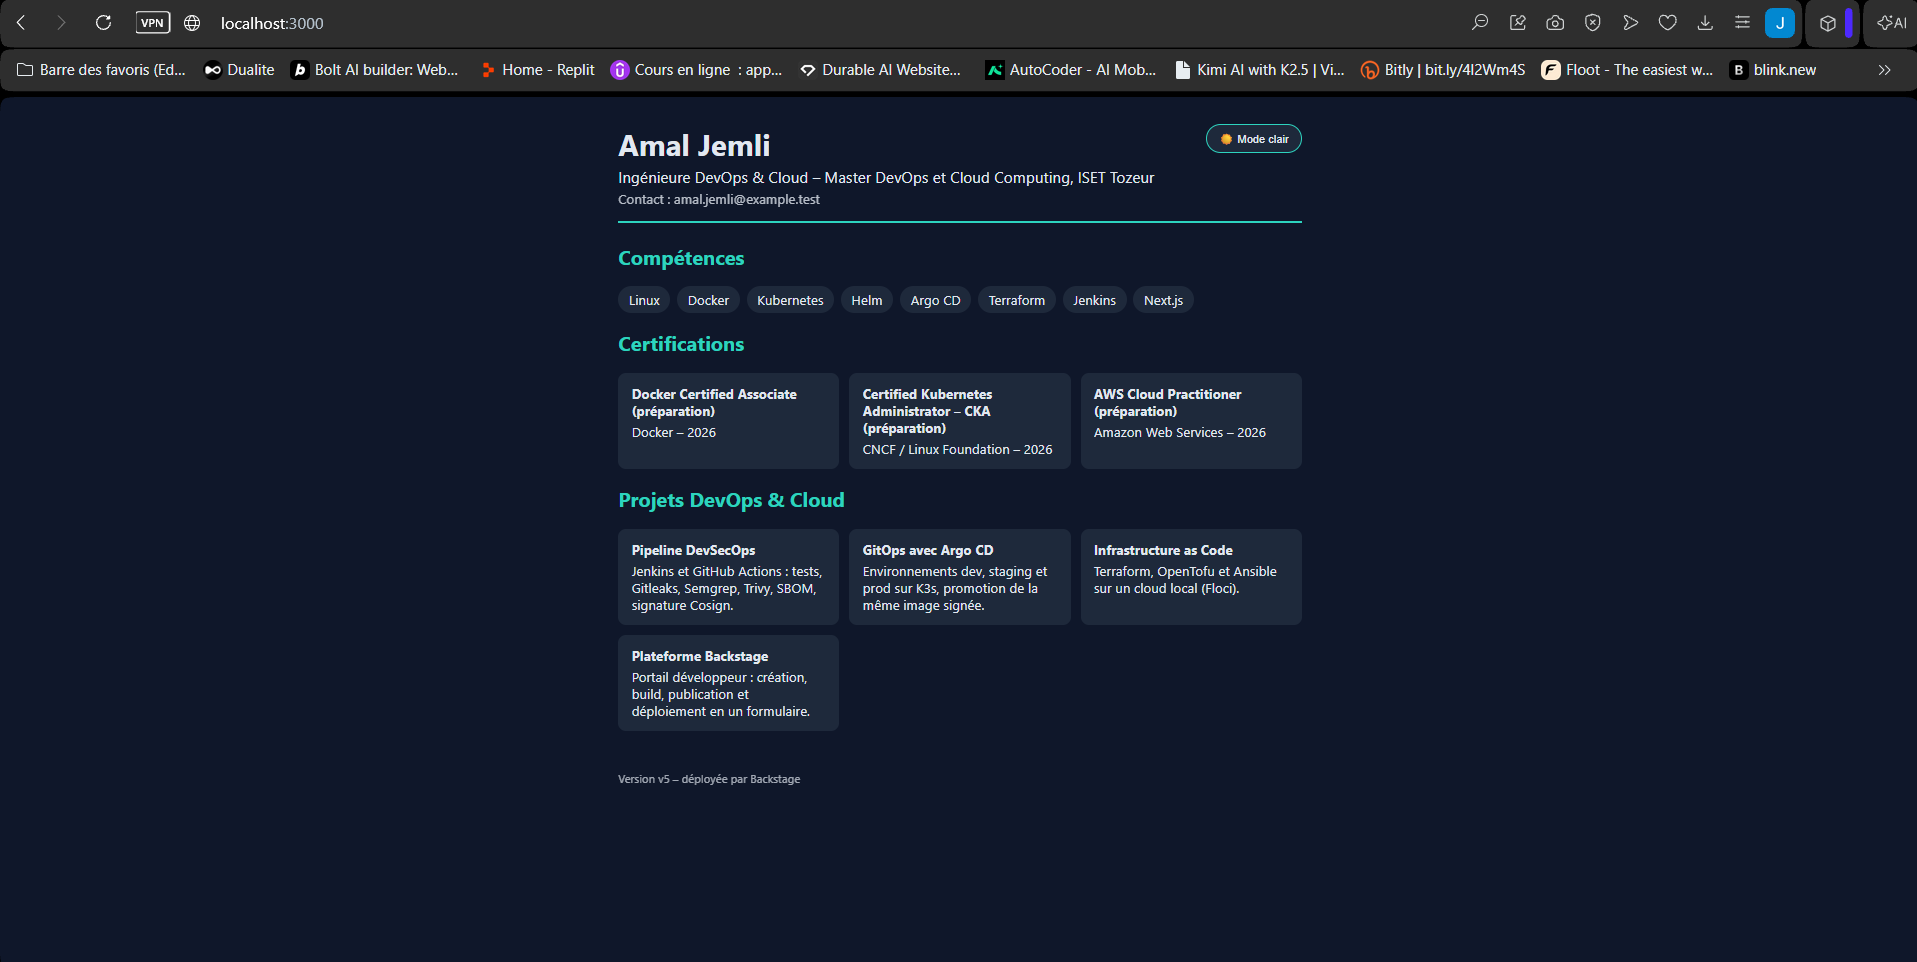 VPN
localhost:3000
J
AI
Barre des favoris (Ed...
Dualite
Bolt AI builder: Web...
Home - Replit
Cours en ligne : app...
Durable AI Website...
AutoCoder - AI Mob...
Kimi AI with K2.5 | Vi...
Bitly | bit.ly/4l2Wm4S
Floot - The easiest w...
blink.new
Amal Jemli
Mode clair
Ingénieure DevOps & Cloud – Master DevOps et Cloud Computing, ISET Tozeur
Contact : amal.jemli@example.test
Compétences
Linux
Docker
Kubernetes
Helm
Argo CD
Terraform
Jenkins
Next.js
Certifications
Docker Certified Associate
(préparation)
Docker – 2026
Certified Kubernetes
Administrator – CKA
(préparation)
CNCF / Linux Foundation – 2026
AWS Cloud Practitioner
(préparation)
Amazon Web Services – 2026
Projets DevOps & Cloud
Pipeline DevSecOps
Jenkins et GitHub Actions : tests,
Gitleaks, Semgrep, Trivy, SBOM,
signature Cosign.
GitOps avec Argo CD
Environnements dev, staging et
prod sur K3s, promotion de la
même image signée.
Infrastructure as Code
Terraform, OpenTofu et Ansible
sur un cloud local (Floci).
Plateforme Backstage
Portail développeur : création,
build, publication et
déploiement en un formulaire.
Version v5 – déployée par Backstage